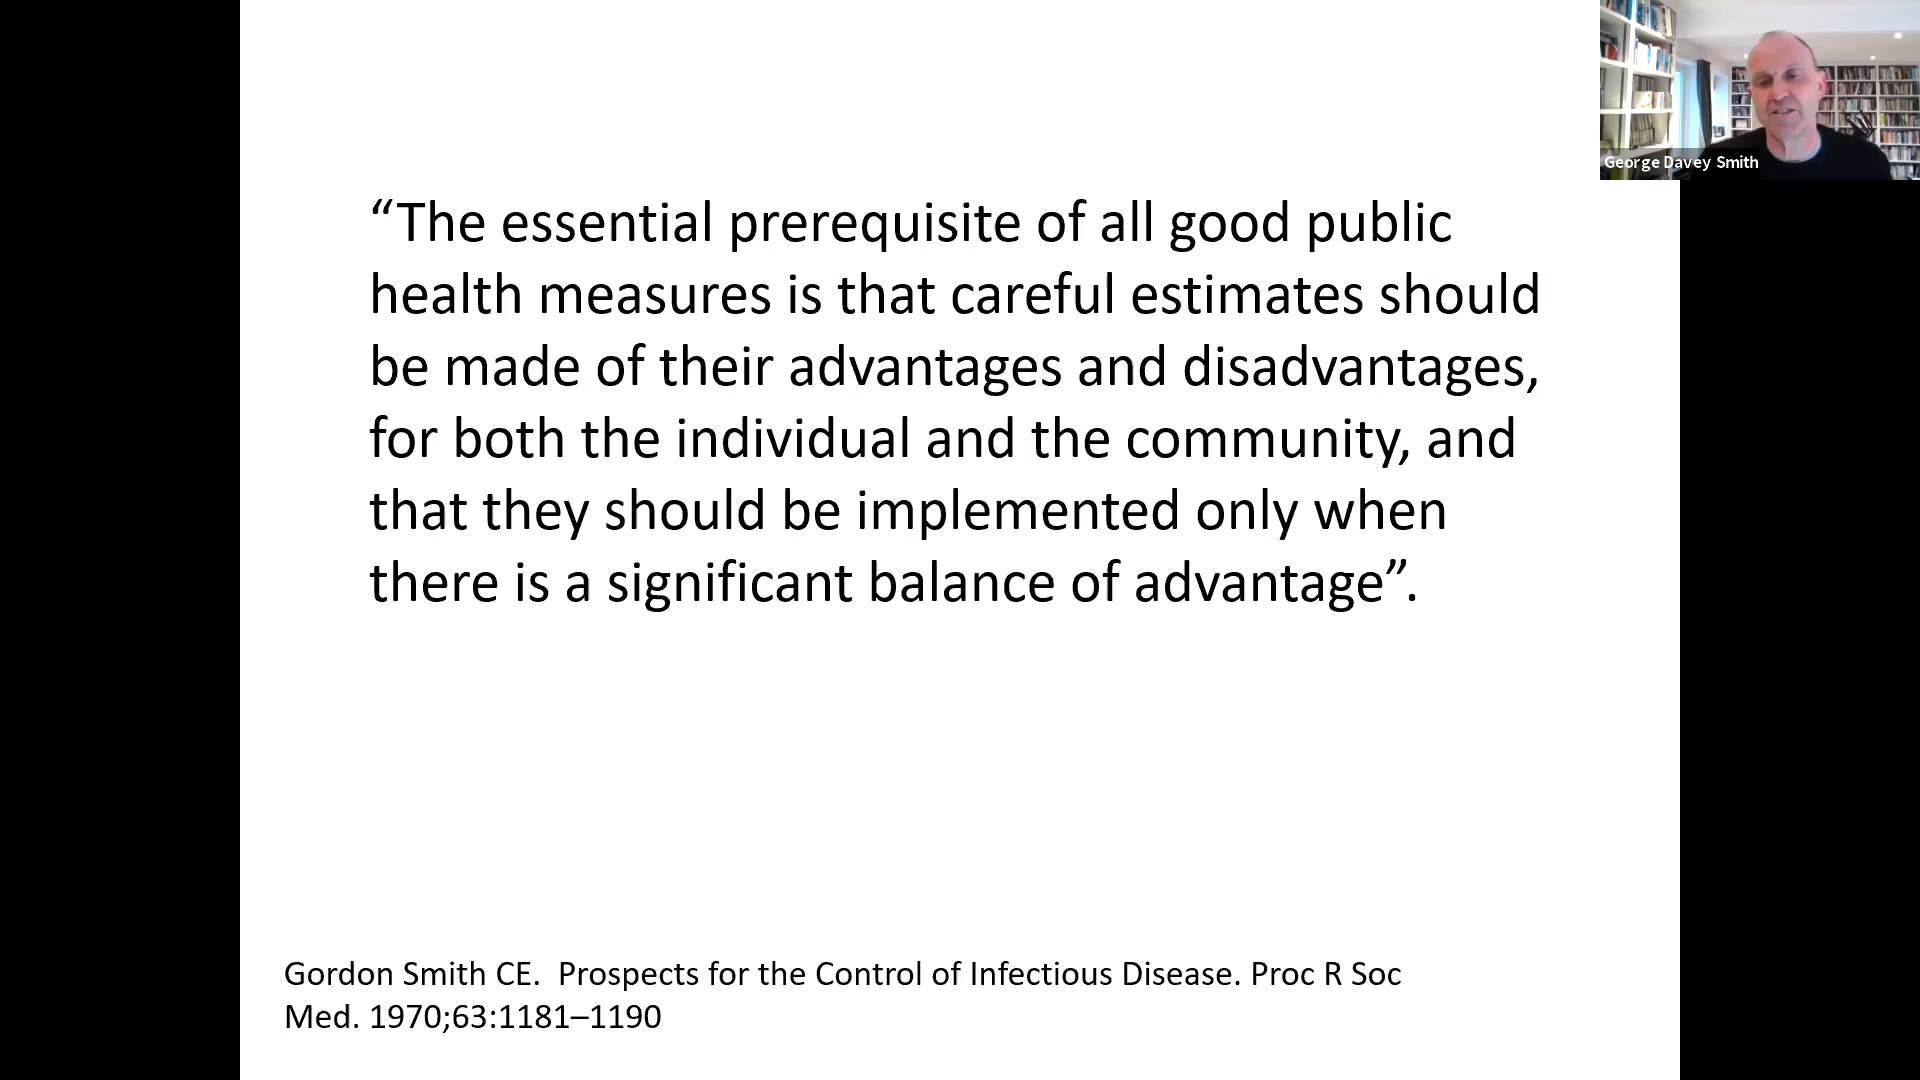 George Davey Smith
“The essential prerequisite of all good public
health measures is that careful estimates should
be made of their advantages and disadvantages,
for both the individual and the community, and
that they should be implemented only when
there is a significant balance of advantage”.
Gordon Smith CE.  Prospects for the Control of Infectious Disease. Proc R Soc
Med. 1970;63:1181–1190